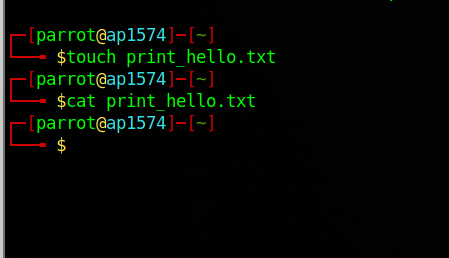 [parrot@ap1574]─[~]
$touch print_hello.txt
[parrot@ap1574]─[~]
$cat print_hello.txt
[parrot@ap1574]─[~]
$